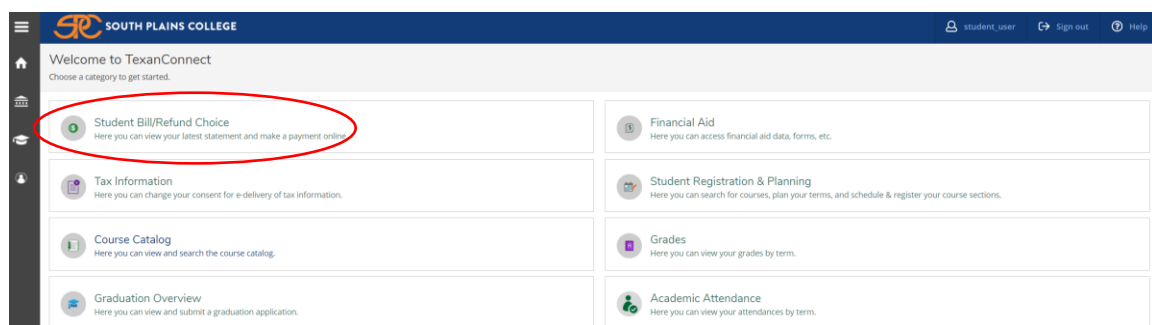 SPC SOUTH PLAINS COLLEGE
student_user
Sign out
Help
Welcome to TexanConnect
Choose a category to get started.
Student Bill/Refund Choice
Here you can view your latest statement and make a payment online.
Financial Aid
Here you can access financial aid data, forms, etc.
Tax Information
Here you can change your consent for e-delivery of tax information.
Student Registration & Planning
Here you can search for courses, plan your terms, and schedule & register your course sections.
Course Catalog
Here you can view and search the course catalog.
Grades
Here you can view your grades by term.
Graduation Overview
Here you can view and submit a graduation application.
Academic Attendance
Here you can view your attendances by term.